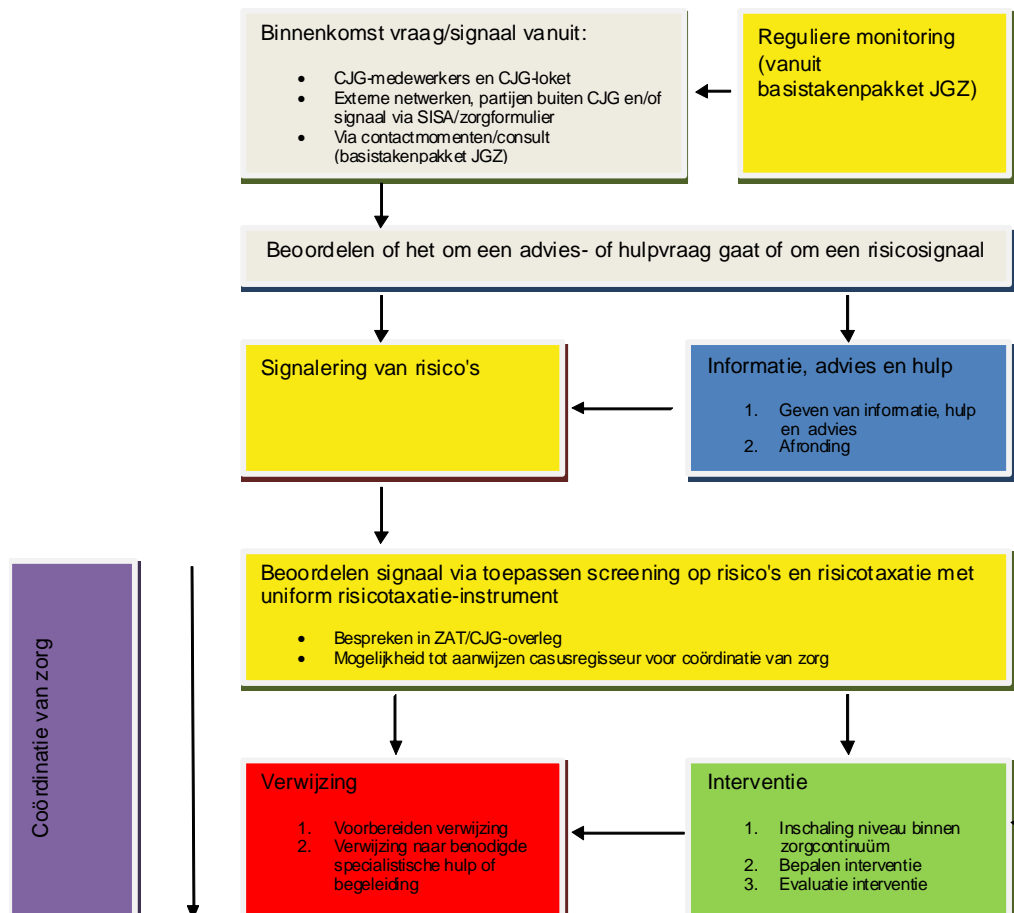 Binnenkomst vraag/signaal vanuit:
• CJG-medewerkers en CJG-loket
• Externe netwerken, partijen buiten CJG en/of
signaal via SISA/zorgformulier
• Via contactmomenten/consult
(basistakenpakket JGZ)
Reguliere monitoring
(vanuit
basistakenpakket JGZ)
Beoordelen of het om een advies- of hulpvraag gaat of om een risicosignaal
Signalering van risico's
Informatie, advies en hulp
1. Geven van informatie, hulp
en advies
2. Afronding
Beoordelen signaal via toepassen screening op risico's en risicotaxatie met
uniform risicotaxatie-instrument
• Bespreken in ZAT/CJG-overleg
• Mogelijkheid tot aanwijzen casusregisseur voor coördinatie van zorg
Coördinatie van zorg
Verwijzing
1. Voorbereiden verwijzing
2. Verwijzing naar benodigde
specialistische hulp of
begeleiding
Interventie
1. Inschaling niveau binnen
zorgcontinuüm
2. Bepalen interventie
3. Evaluatie interventie